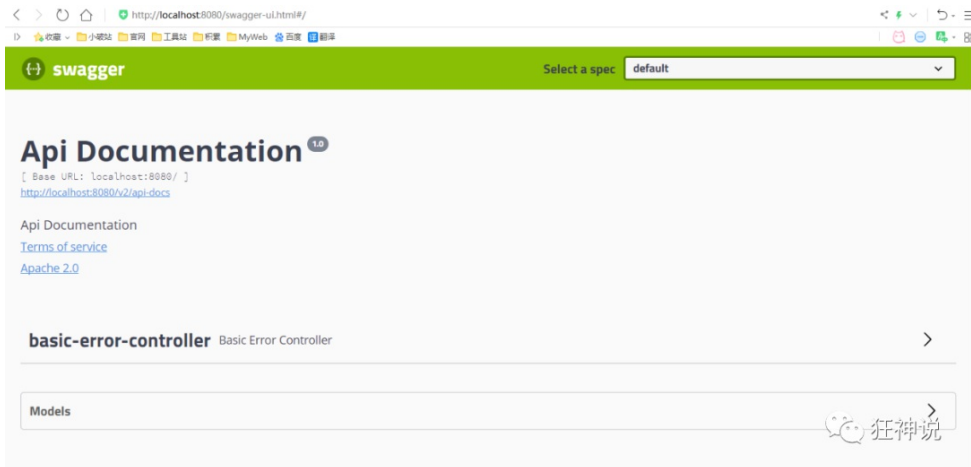 http://localhost:8080/swagger-ui.html#/
收藏 小破站 官网 工具站 积累 MyWeb 百度 译 翻译
swagger
Select a spec default
Api Documentation 1.0
[ Base URL: localhost:8080/ ]
http://localhost:8080/v2/api-docs
Api Documentation
Terms of service
Apache 2.0
basic-error-controller Basic Error Controller
Models
狂神说